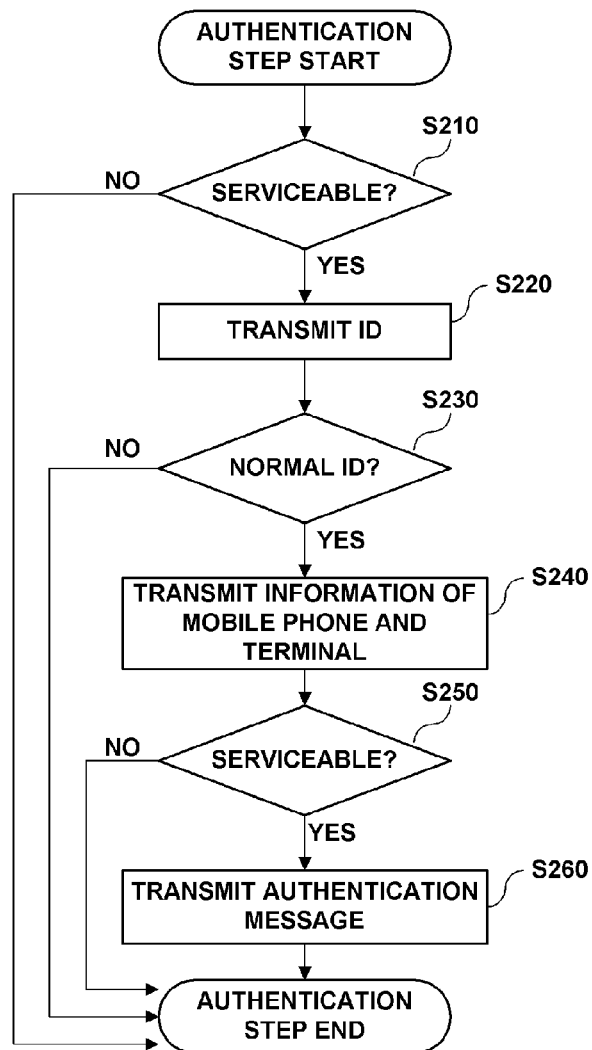 AUTHENTICATION
STEP START
S210
NO
SERVICEABLE?
YES
S220
TRANSMIT ID
S230
NO
NORMAL ID?
YES
S240
TRANSMIT INFORMATION OF
MOBILE PHONE AND
TERMINAL
S250
NO
SERVICEABLE?
YES
S260
TRANSMIT AUTHENTICATION
MESSAGE
AUTHENTICATION
STEP END